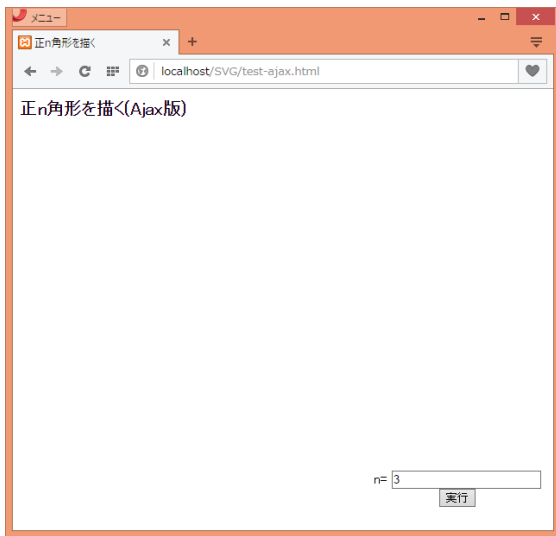 メニュー
正n角形を描く
localhost/SVG/test-ajax.html
正n角形を描く(Ajax版)
n= 3
実行